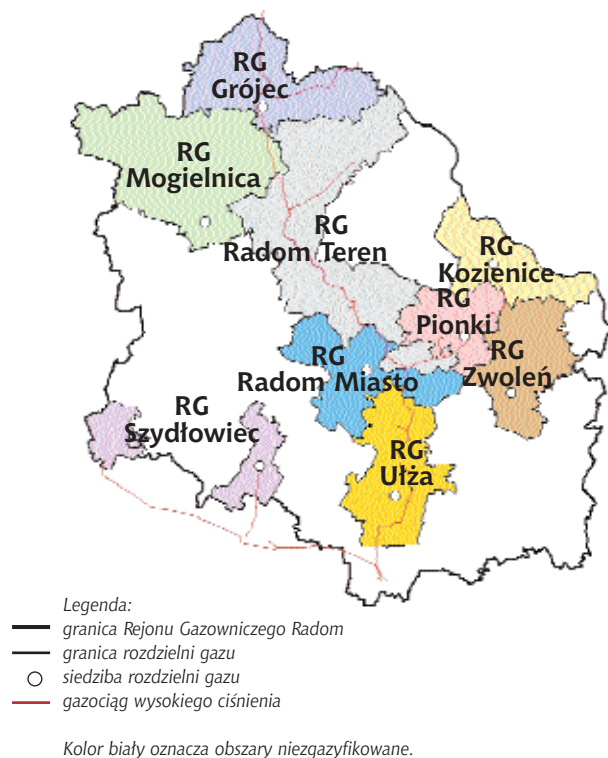 RG
Grójec
RG
Mogielnica
RG
Radom Teren
RG
Kozienice
RG
Pionki
RG
Zwoleń
RG
Radom Miasto
RG
Szydłowiec
RG
Ułża
Legenda:
granica Rejonu Gazowniczego Radom
granica rozdzielni gazu
siedziba rozdzielni gazu
gazociąg wysokiego ciśnienia
Kolor biały oznacza obszary niezgazyfikowane.